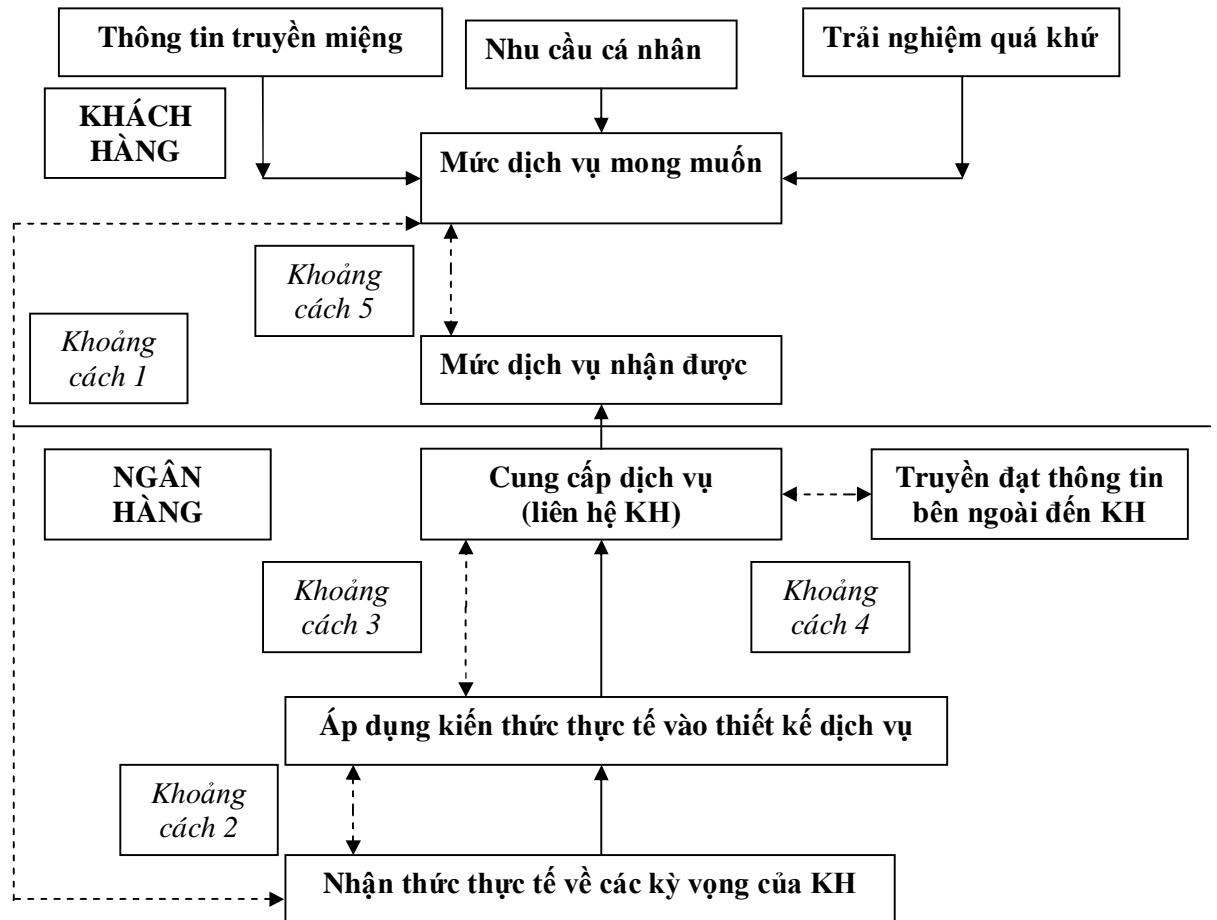 Thông tin truyền miệng
Nhu cầu cá nhân
Trải nghiệm quá khứ
KHÁCH
HÀNG
Mức dịch vụ mong muốn
Khoảng
cách 5
Khoảng
cách 1
Mức dịch vụ nhận được
NGÂN
HÀNG
Cung cấp dịch vụ
(liên hệ KH)
Truyền đạt thông tin
bên ngoài đến KH
Khoảng
cách 3
Khoảng
cách 4
Áp dụng kiến thức thực tế vào thiết kế dịch vụ
Khoảng
cách 2
Nhận thức thực tế về các kỳ vọng của KH